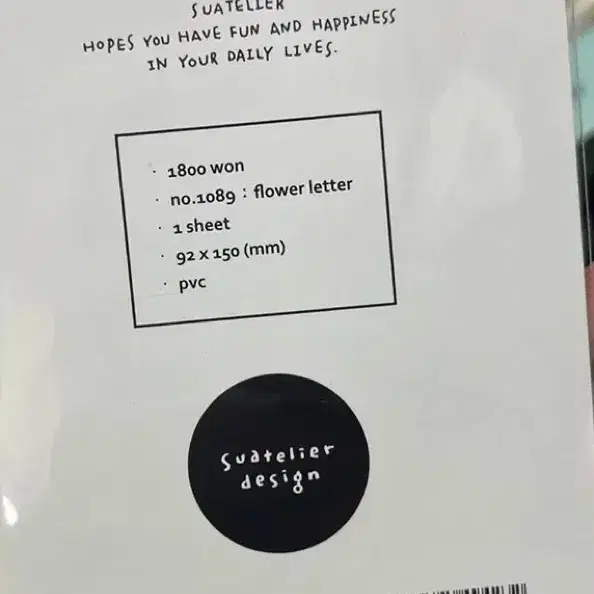 SUATELIER
HOPES YOU HAVE FUN AND HAPPINESS
IN YOUR DAILY LIVES.
· 1800 won
· no.1089 : flower letter
· 1 sheet
· 92 x 150 (mm)
· pvc
suatelier
design